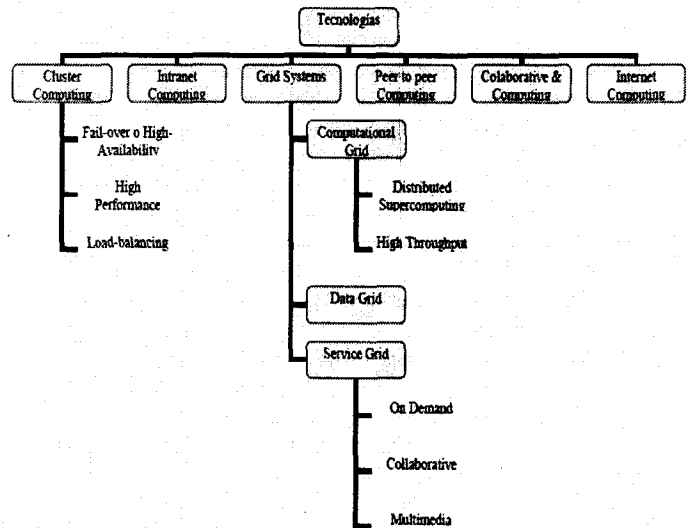 Tecnologías
Cluster
Computing
Intranet
Computing
Grid Systems
Peer to peer
Computing
Colaborative &
Computing
Internet
Computing
Fail-over o High-
Availability
High
Performance
Load-balancing
Computational
Grid
Distributed
Supercomputing
High Throughput
Data Grid
Service Grid
On Demand
Collaborative
Multimedia